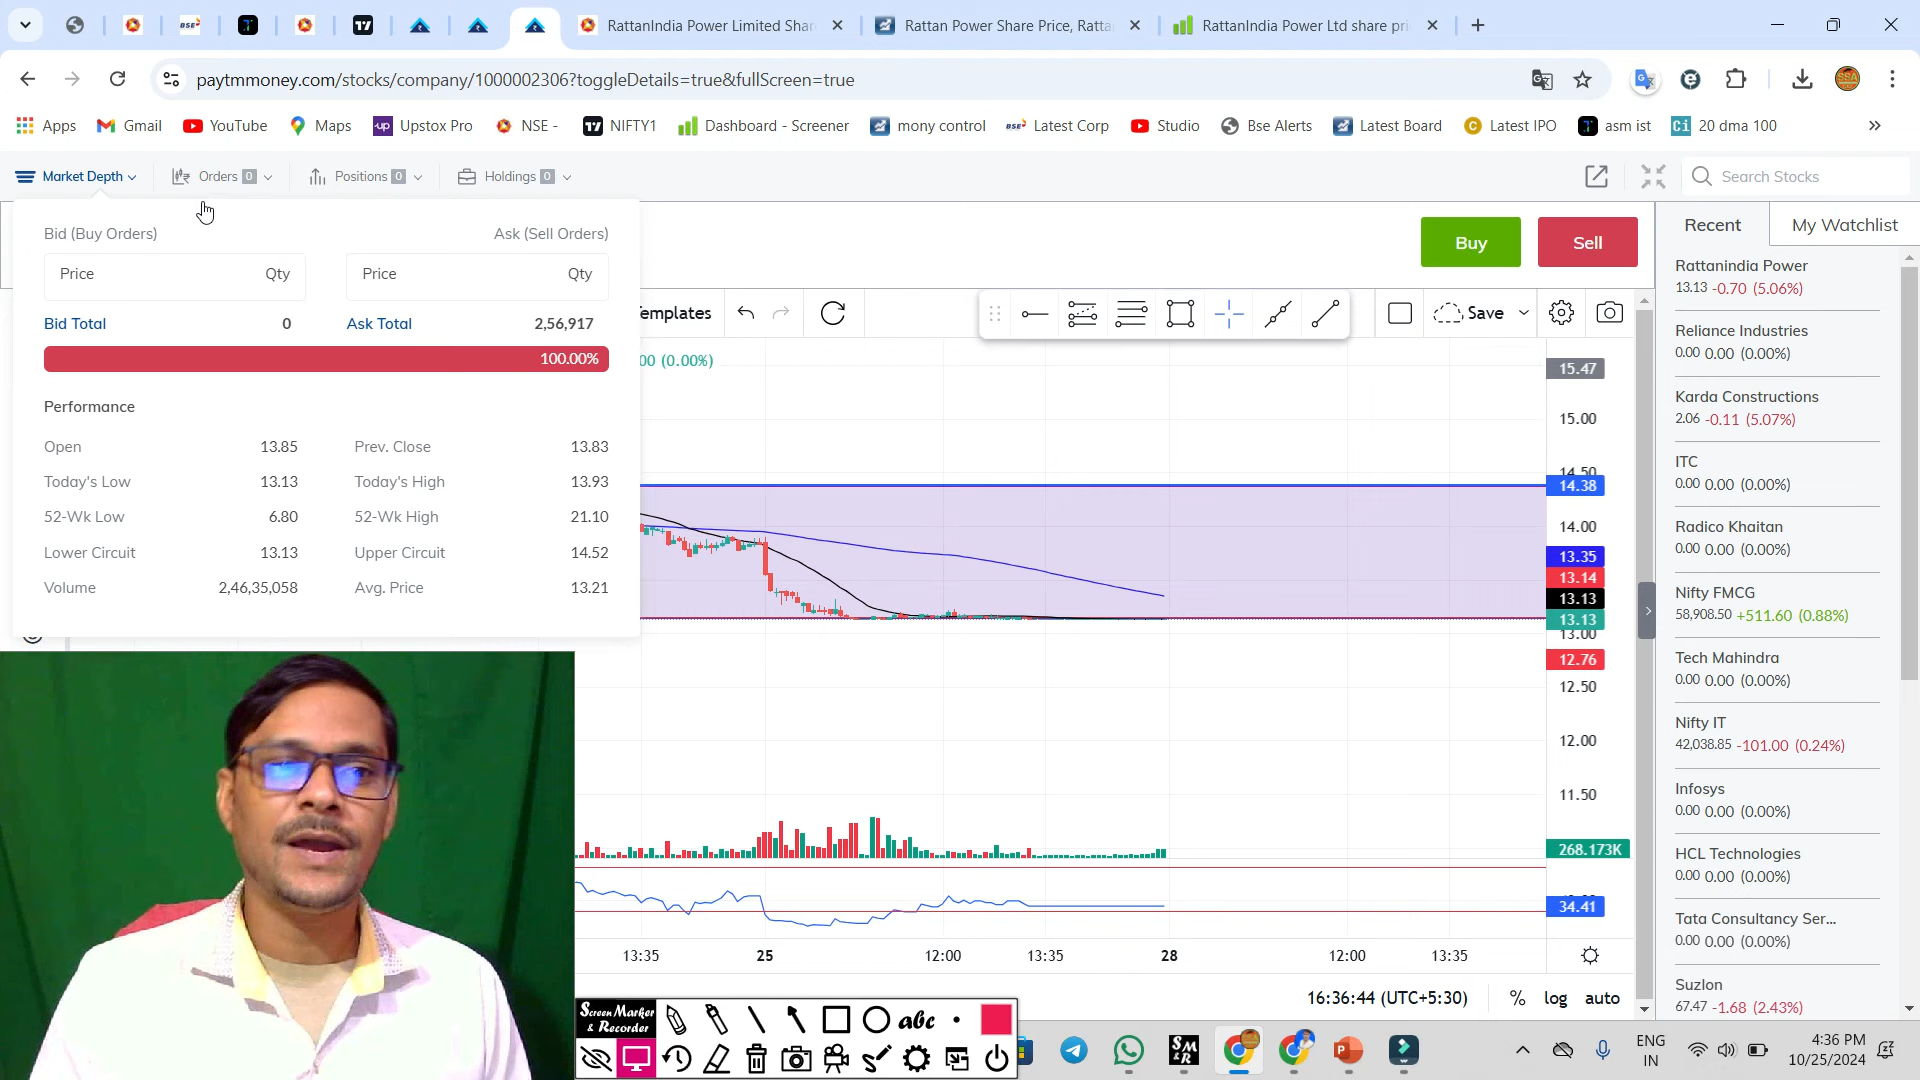 RattanIndia Power Limited Shar
Rattan Power Share Price, Ratta
RattanIndia Power Ltd share pri
paytmmoney.com/stocks/company/1000002306?toggleDetails=true&fullScreen=true
Apps
Gmail
YouTube
Maps
up Upstox Pro
NSE -
NIFTY1
Dashboard - Screener
mony control
BSE Latest Corp
Studio
Bse Alerts
Latest Board
Latest IPO
asm ist
Ci 20 dma 100
Market Depth
Orders 0
Positions 0
Holdings 0
Search Stocks
Bid (Buy Orders)
Ask (Sell Orders)
Price Qty
Price Qty
Bid Total 0
Ask Total 2,56,917
100.00%
Performance
Open 13.85
Prev. Close 13.83
Today's Low 13.13
Today's High 13.93
52-Wk Low 6.80
52-Wk High 21.10
Lower Circuit 13.13
Upper Circuit 14.52
Volume 2,46,35,058
Avg. Price 13.21
Buy
Sell
emplates
Save
00 (0.00%)
15.47
15.00
14.50
14.38
14.00
13.35
13.14
13.13
13.13
13.00
12.76
12.50
12.00
11.50
268.173K
34.41
13:35
25
12:00
13:35
28
12:00
13:35
16:36:44 (UTC+5:30)
%
log
auto
Recent
My Watchlist
Rattanindia Power
13.13 -0.70 (5.06%)
Reliance Industries
0.00 0.00 (0.00%)
Karda Constructions
2.06 -0.11 (5.07%)
ITC
0.00 0.00 (0.00%)
Radico Khaitan
0.00 0.00 (0.00%)
Nifty FMCG
58,908.50 +511.60 (0.88%)
Tech Mahindra
0.00 0.00 (0.00%)
Nifty IT
42,038.85 -101.00 (0.24%)
Infosys
0.00 0.00 (0.00%)
HCL Technologies
0.00 0.00 (0.00%)
Tata Consultancy Ser...
0.00 0.00 (0.00%)
Suzlon
67.47 -1.68 (2.43%)
Screen Marker
& Recorder
abc
SM
&R
ENG
IN
4:36 PM
10/25/2024